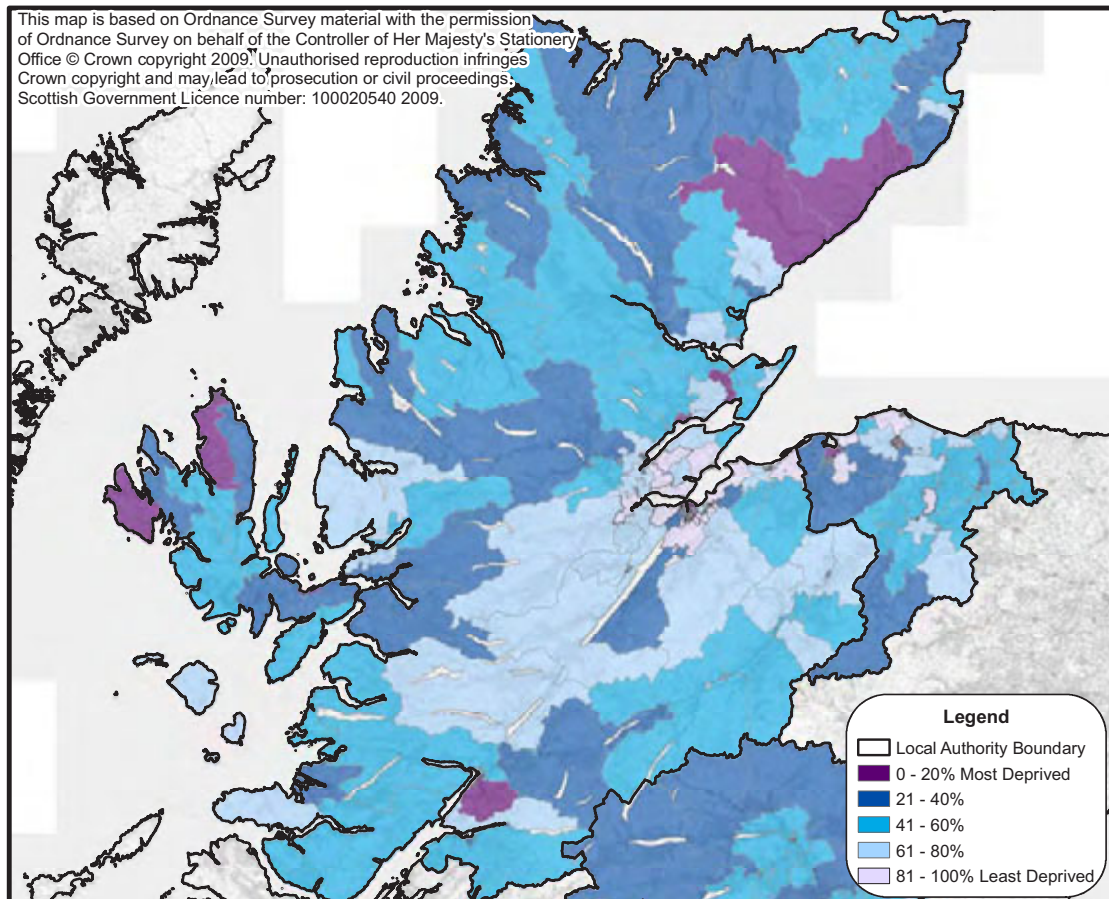 This map is based on Ordnance Survey material with the permission
of Ordnance Survey on behalf of the Controller of Her Majesty's Stationery
Office © Crown copyright 2009. Unauthorised reproduction infringes
Crown copyright and may lead to prosecution or civil proceedings.
Scottish Government Licence number: 100020540 2009.
Legend
Local Authority Boundary
0 - 20% Most Deprived
21 - 40%
41 - 60%
61 - 80%
81 - 100% Least Deprived